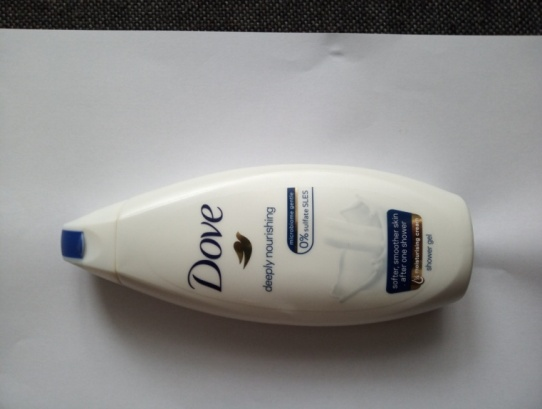 Dove
deeply nourishing
microbiome gentle
0% sulfate SLES
softer, smoother skin
after one shower
moisturising cream
shower gel